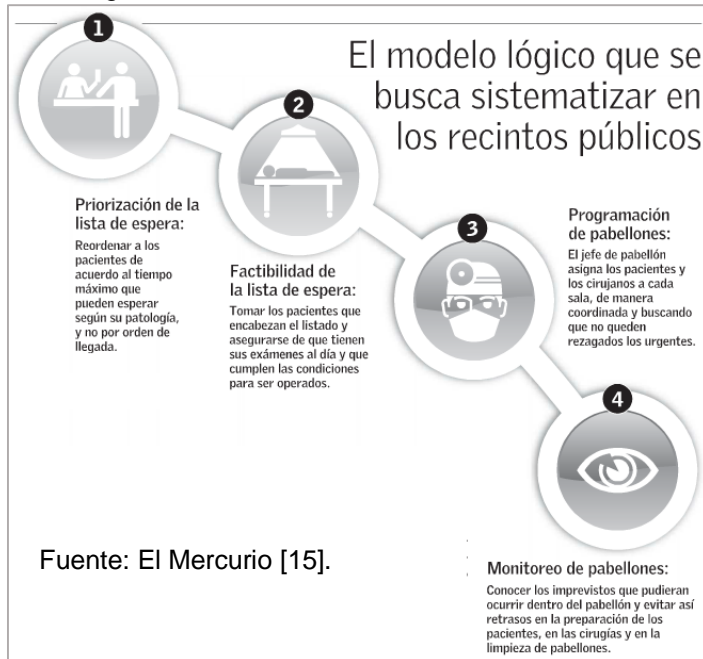 El modelo lógico que se
busca sistematizar en
los recintos públicos
1
Priorización de la
lista de espera:
Reordenar a los
pacientes de
acuerdo al tiempo
máximo que
pueden esperar
según su patología,
y no por orden de
llegada.
2
Factibilidad de
la lista de espera:
Tomar los pacientes que
encabezan el listado y
asegurarse de que tienen
sus exámenes al día y que
cumplen las condiciones
para ser operados.
3
Programación
de pabellones:
El jefe de pabellón
asigna los pacientes y
los cirujanos a cada
sala, de manera
coordinada y buscando
que no queden
rezagados los urgentes.
4
Monitoreo de pabellones:
Conocer los imprevistos que pudieran
ocurrir dentro del pabellón y evitar así
retrasos en la preparación de los
pacientes, en las cirugías y en la
limpieza de pabellones.
Fuente: El Mercurio [15].